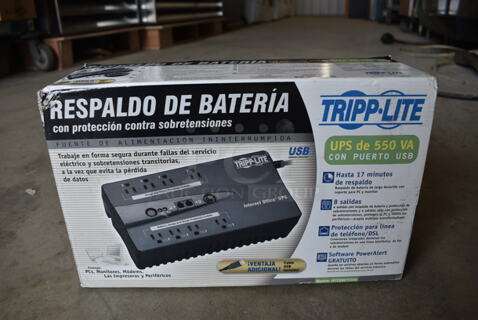 RESPALDO DE BATERÍA
con protección contra sobretensiones
FUENTE DE ALIMENTACIÓN ININTERRUMPIDA
Trabaje en forma segura durante fallas del servicio
eléctrico y sobretensiones transitorias,
a la vez que evita la pérdida
de datos
USB
TRIPP-LITE
Internet Office UPS
PCs, Monitores, Módems,
Las Impresoras y Periféricos
¡VENTAJA
ADICIONAL!
TRIPP-LITE
UPS de 550 VA
CON PUERTO USB
Hasta 17 minutos
de respaldo
8 salidas
Protección para línea
de teléfono/DSL
Software PowerAlert
GRATUITO